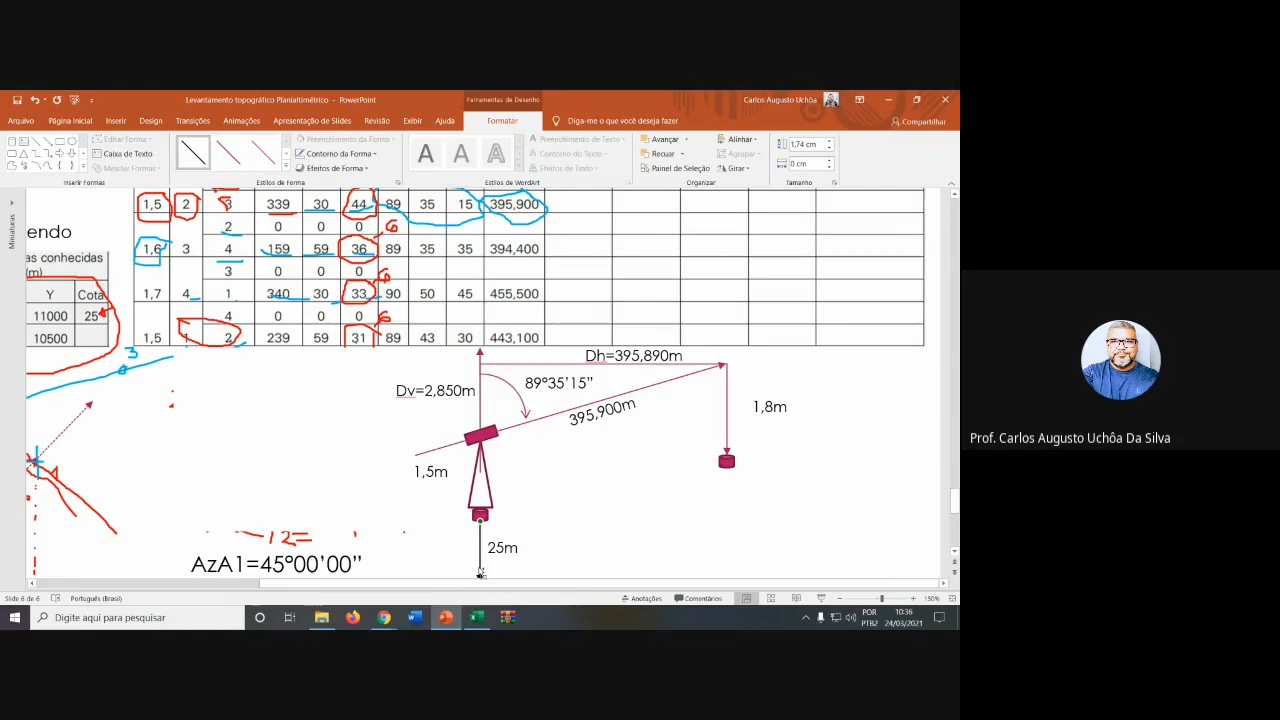 Levantamento topográfico Planialtimétrico - PowerPoint
Ferramentas de Desenho
Carlos Augusto Uchôa
Arquivo Página Inicial Inserir Design Transições Animações Apresentação de Slides Revisão Exibir Ajuda Formatar Diga-me o que você deseja fazer Compartilhar
Editar Forma
Caixa de Texto
Mesclar Formas
Preenchimento da Forma
Contorno da Forma
Efeitos de Forma
A A A
Preenchimento de Texto
Contorno do Texto
Efeitos de Texto
Avançar
Recuar
Painel de Seleção
Alinhar
Agrupar
Girar
1,74 cm
0 cm
Inserir Formas Estilos de Forma Estilos de WordArt Organizar Tamanho
Miniaturas
endo
as conhecidas
(m)
Y Cota
11000 25
10500
1,5 2 3 339 30 44 89 35 15 395,900
2 0 0 0 6
1,6 3 4 159 59 36 89 35 35 394,400
3 0 0 0 6
1,7 4 1 340 30 33 90 50 45 455,500
4 0 0 0 6
1,5 1 2 239 59 31 89 43 30 443,100
3
Dh=395,890m
Dv=2,850m
89°35'15"
395,900m
1,8m
1,5m
25m
12=
AzA1=45°00'00"
Slide 6 de 6 Português (Brasil) Anotações Comentários 150%
Digite aqui para pesquisar
POR
PTB2
10:36
24/03/2021
Prof. Carlos Augusto Uchôa Da Silva